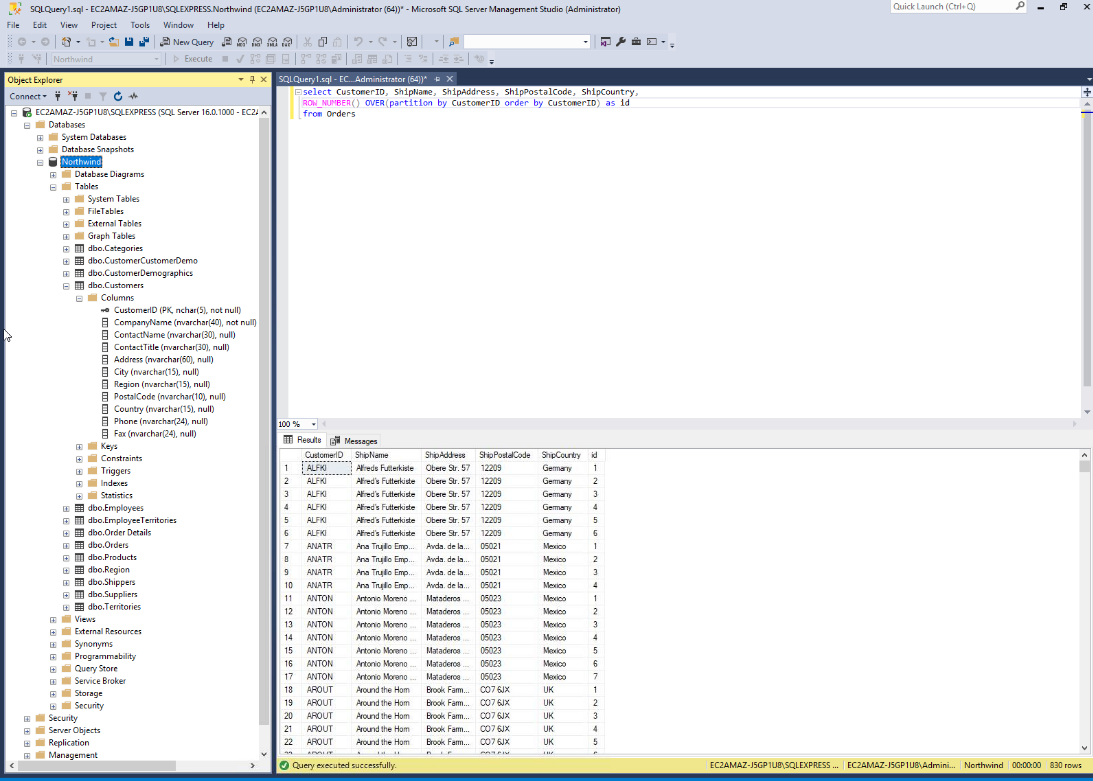 SQLQuery1.sql - EC2AMAZ-J5GP1U8\SQLEXPRESS.Northwind (EC2AMAZ-J5GP1U8\Administrator (64))* - Microsoft SQL Server Management Studio (Administrator)
Quick Launch (Ctrl+Q)
File Edit View Project Tools Window Help
New Query
Northwind Execute
Object Explorer
Connect
EC2AMAZ-J5GP1U8\SQLEXPRESS (SQL Server 16.0.1000 - EC2A
Databases
System Databases
Database Snapshots
Northwind
Database Diagrams
Tables
System Tables
FileTables
External Tables
Graph Tables
dbo.Categories
dbo.CustomerCustomerDemo
dbo.CustomerDemographics
dbo.Customers
Columns
CustomerID (PK, nchar(5), not null)
CompanyName (nvarchar(40), not null)
ContactName (nvarchar(30), null)
ContactTitle (nvarchar(30), null)
Address (nvarchar(60), null)
City (nvarchar(15), null)
Region (nvarchar(15), null)
PostalCode (nvarchar(10), null)
Country (nvarchar(15), null)
Phone (nvarchar(24), null)
Fax (nvarchar(24), null)
Keys
Constraints
Triggers
Indexes
Statistics
dbo.Employees
dbo.EmployeeTerritories
dbo.Order Details
dbo.Orders
dbo.Products
dbo.Region
dbo.Shippers
dbo.Suppliers
dbo.Territories
Views
External Resources
Synonyms
Programmability
Query Store
Service Broker
Storage
Security
Security
Server Objects
Replication
Management
SQLQuery1.sql - EC...Administrator (64))*
select CustomerID, ShipName, ShipAddress, ShipPostalCode, ShipCountry,
ROW_NUMBER() OVER(partition by CustomerID order by CustomerID) as id
from Orders
100 %
Results Messages
CustomerID ShipName ShipAddress ShipPostalCode ShipCountry id
1 ALFKI Alfreds Futterkiste Obere Str. 57 12209 Germany 1
2 ALFKI Alfred's Futterkiste Obere Str. 57 12209 Germany 2
3 ALFKI Alfred's Futterkiste Obere Str. 57 12209 Germany 3
4 ALFKI Alfred's Futterkiste Obere Str. 57 12209 Germany 4
5 ALFKI Alfred's Futterkiste Obere Str. 57 12209 Germany 5
6 ALFKI Alfred's Futterkiste Obere Str. 57 12209 Germany 6
7 ANATR Ana Trujillo Emp... Avda. de la... 05021 Mexico 1
8 ANATR Ana Trujillo Emp... Avda. de la... 05021 Mexico 2
9 ANATR Ana Trujillo Emp... Avda. de la... 05021 Mexico 3
10 ANATR Ana Trujillo Emp... Avda. de la... 05021 Mexico 4
11 ANTON Antonio Moreno ... Mataderos ... 05023 Mexico 1
12 ANTON Antonio Moreno ... Mataderos ... 05023 Mexico 2
13 ANTON Antonio Moreno ... Mataderos ... 05023 Mexico 3
14 ANTON Antonio Moreno ... Mataderos ... 05023 Mexico 4
15 ANTON Antonio Moreno ... Mataderos ... 05023 Mexico 5
16 ANTON Antonio Moreno ... Mataderos ... 05023 Mexico 6
17 ANTON Antonio Moreno ... Mataderos ... 05023 Mexico 7
18 AROUT Around the Horn Brook Farm... CO7 6JX UK 1
19 AROUT Around the Horn Brook Farm... CO7 6JX UK 2
20 AROUT Around the Horn Brook Farm... CO7 6JX UK 3
21 AROUT Around the Horn Brook Farm... CO7 6JX UK 4
22 AROUT Around the Horn Brook Farm... CO7 6JX UK 5
Query executed successfully. EC2AMAZ-J5GP1U8\SQLEXPRESS ... EC2AMAZ-J5GP1U8\Admini... Northwind 00:00:00 830 rows